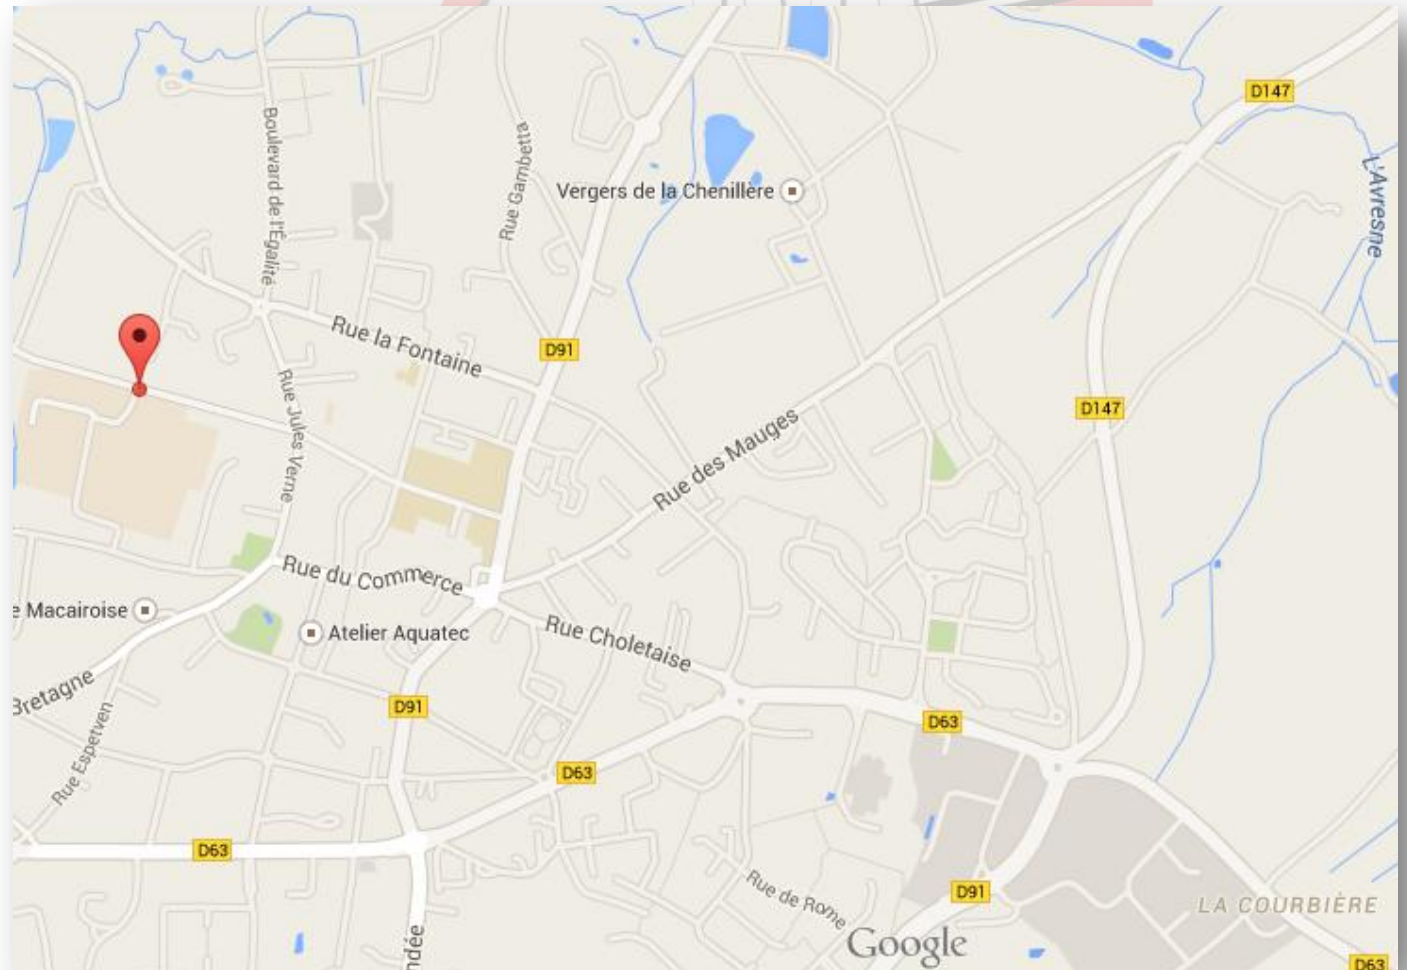 D147
Boulevard de l'Égalité
Rue Gambetta
Vergers de la Chenillère
L'Avresne
Rue la Fontaine
D91
Rue Jules Verne
D147
Rue des Mauges
Rue du Commerce
e Macairoise
Atelier Aquatec
Rue Choletaise
Bretagne
D91
D63
Rue Espetven
D63
D63
Rue de Rome
D91
LA COURBIÈRE
ndée
Google
D63